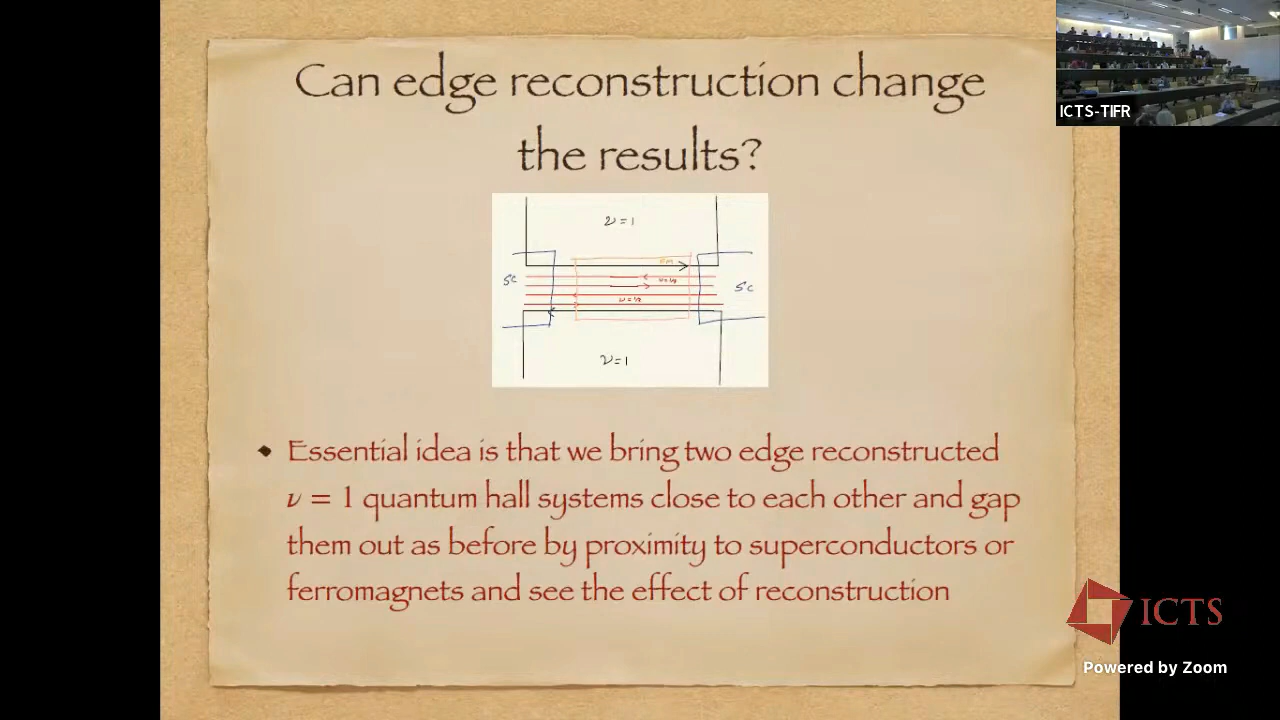 Can edge reconstruction change
the results?
ICTS-TIFR
ν = 1
SC
SC
ν = 1
• Essential idea is that we bring two edge reconstructed
ν = 1 quantum hall systems close to each other and gap
them out as before by proximity to superconductors or
ferromagnets and see the effect of reconstruction
ICTS
Powered by Zoom